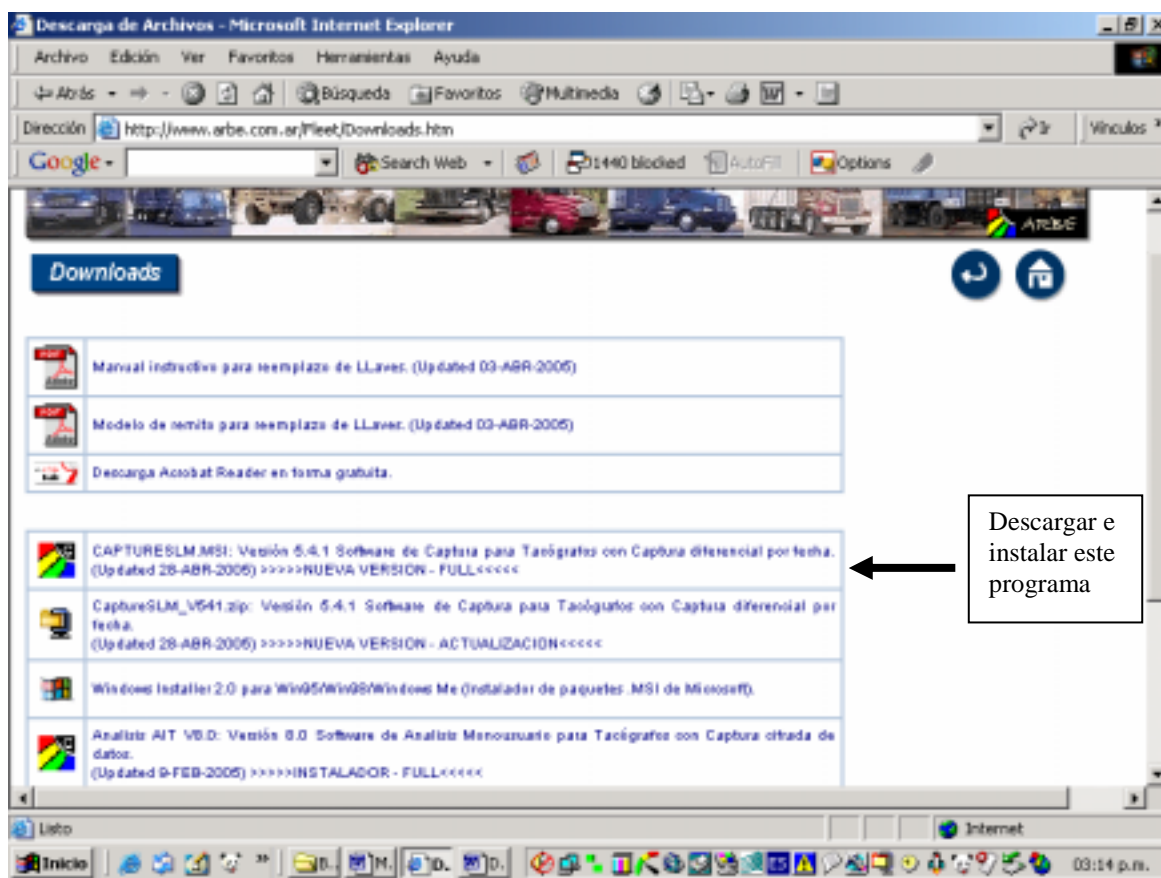 Descarga de Archivos - Microsoft Internet Explorer
Archivo Edición Ver Favoritos Herramientas Ayuda
Atrás Búsqueda Favoritos Multimedia
Dirección http://www.arbe.com.ar/Fleet/Downloads.htm Ir Vínculos
Google Search Web 1440 blocked AutoFill Options
ARBE
Downloads
Manual instructivo para reemplazo de LLaves. (Updated 03-ABR-2005)
Modelo de remito para reemplazo de LLaves. (Updated 03-ABR-2005)
Descarga Acrobat Reader en forma gratuita.
CAPTURESLM.MSI: Versión 5.4.1 Software de Captura para Tacógrafos con Captura diferencial por fecha.
(Updated 28-ABR-2005) >>>>>NUEVA VERSION - FULL<<<<<
CaptureSLM_V541.zip: Versión 5.4.1 Software de Captura para Tacógrafos con Captura diferencial por
fecha.
(Updated 28-ABR-2005) >>>>>NUEVA VERSION - ACTUALIZACION<<<<<
Windows Installer 2.0 para Win95/Win98/Windows Me (Instalador de paquetes .MSI de Microsoft).
Analisis AIT V8.0: Versión 8.0 Software de Analisis Monousuario para Tacógrafos con Captura cifrada de
datos.
(Updated 9-FEB-2005) >>>>>INSTALADOR - FULL<<<<<
Descargar e
instalar este
programa
Listo Internet
Inicio B. M. D. D. 03:14 p.m.